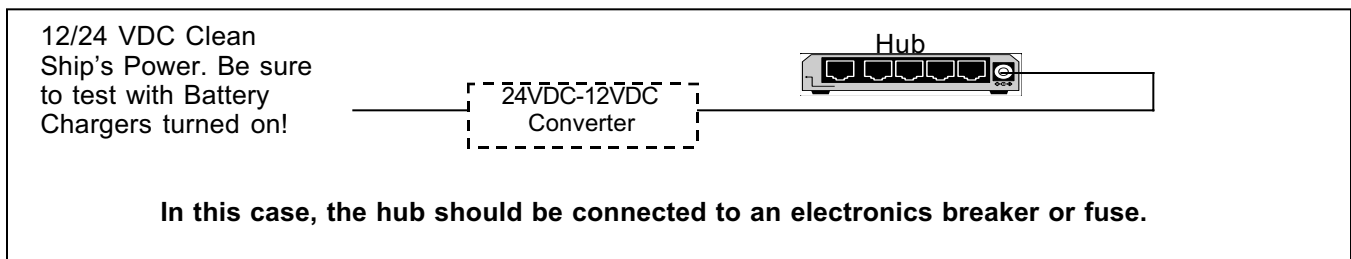 12/24 VDC Clean
Ship's Power. Be sure
to test with Battery
Chargers turned on!
24VDC-12VDC
Converter
Hub
In this case, the hub should be connected to an electronics breaker or fuse.